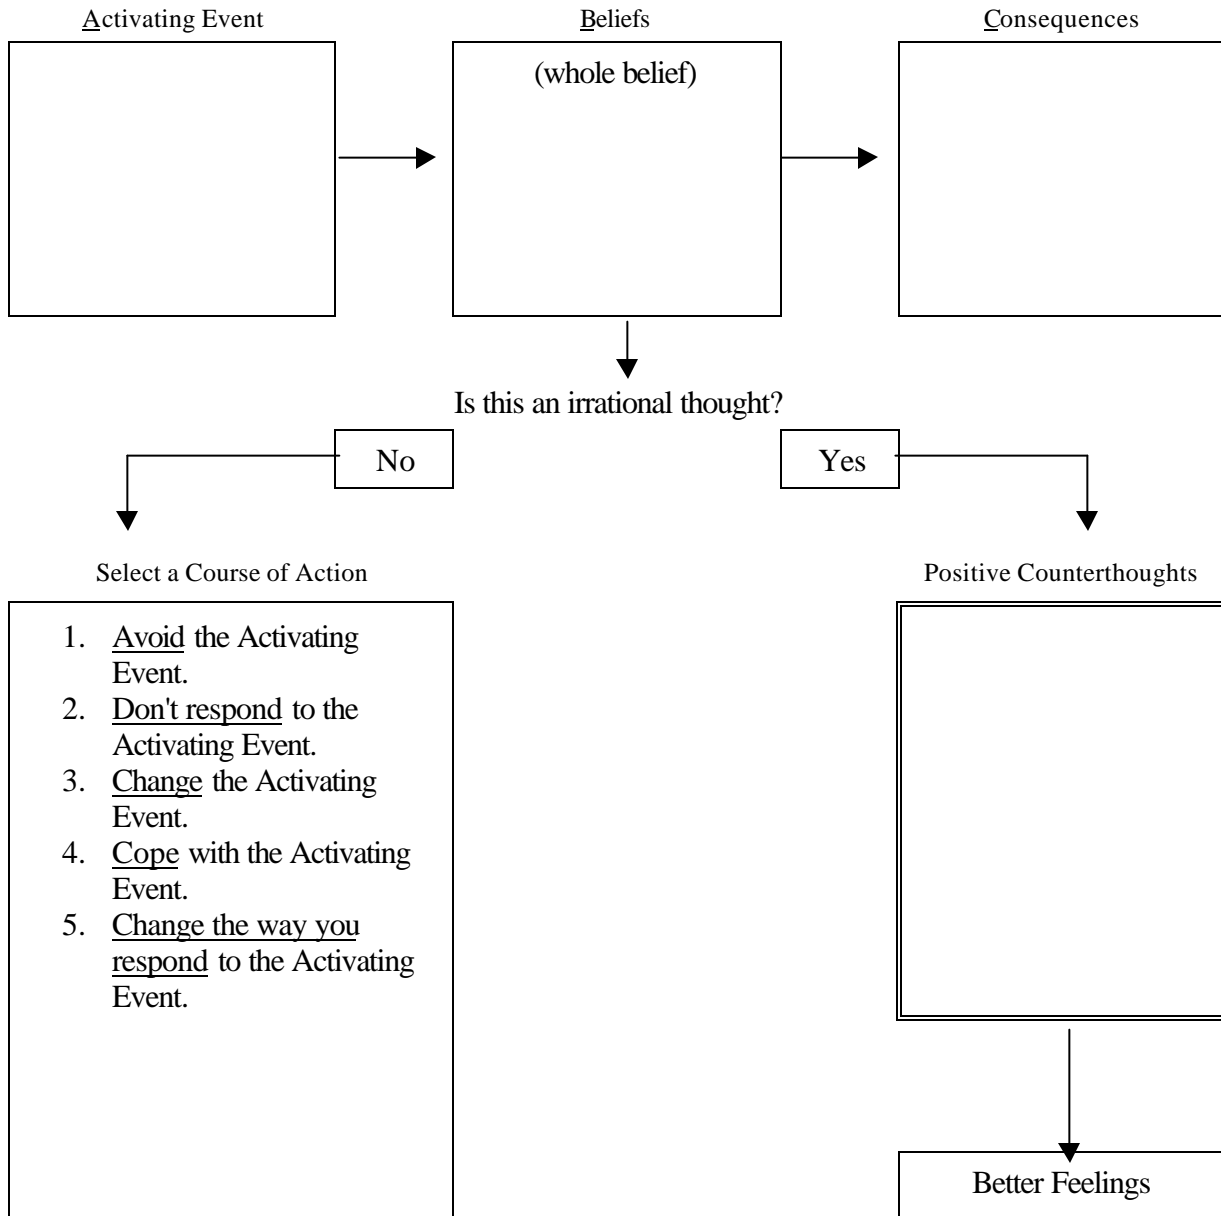 Activating Event
Beliefs
Consequences
(whole belief)
Is this an irrational thought?
No
Yes
Select a Course of Action
Positive Counterthoughts
1. Avoid the Activating
Event.
2. Don't respond to the
Activating Event.
3. Change the Activating
Event.
4. Cope with the Activating
Event.
5. Change the way you
respond to the Activating
Event.
Better Feelings